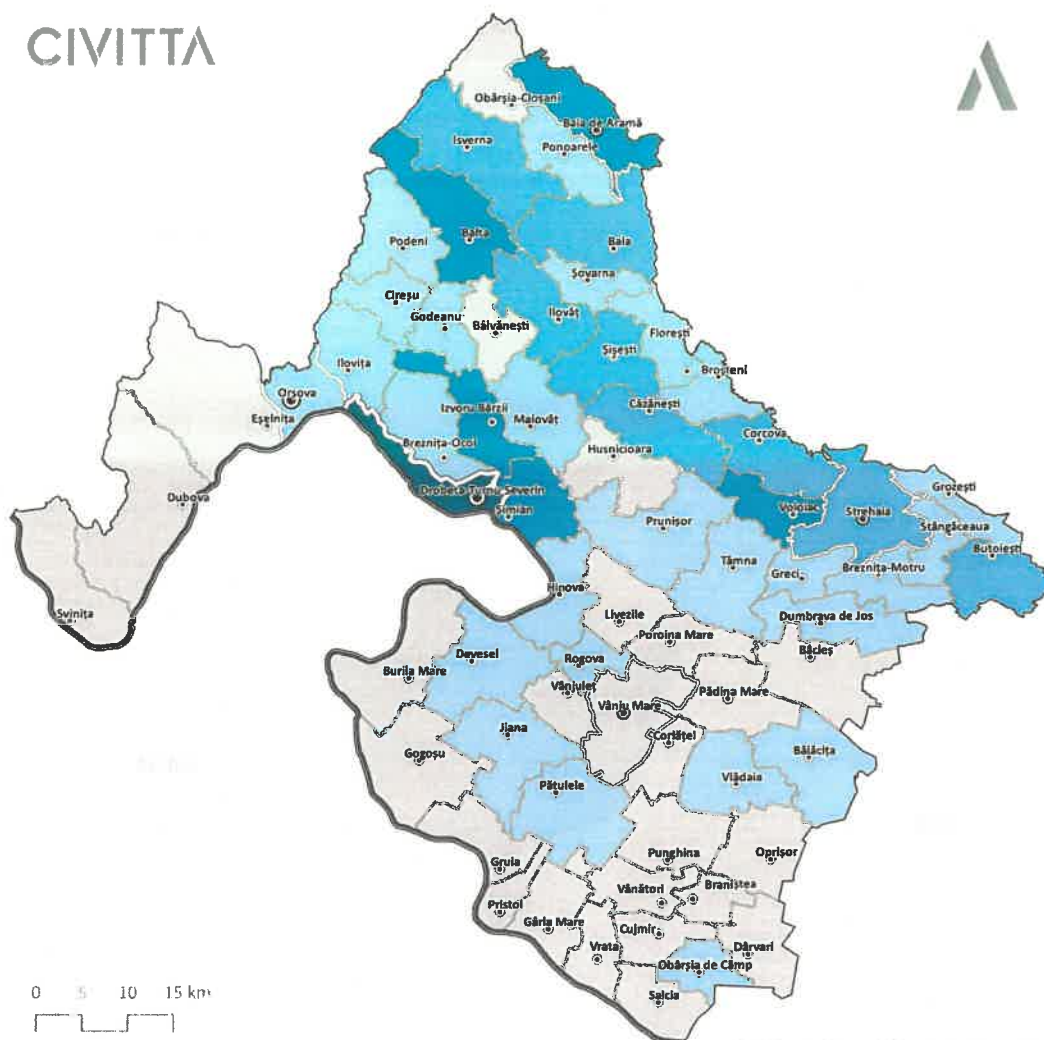 CIVITTA
Obârșia-Cloșani
Baia de Aramă
Isverna
Ponoarele
Balta
Bala
Podeni
Șovarna
Cireșu
Godeanu
Bâlvănești
Ilovăț
Florești
Șișești
Broșteni
Ilovița
Orșova
Căzănești
Izvoru Bârzii
Malovăț
Eșelnița
Corcova
Breznița-Ocol
Husnicioara
Grozești
Dubova
Drobeta-Turnu-Severin
Șimian
Voloiac
Strehaia
Prunișor
Stângăceaua
Butoiești
Tâmna
Greci
Breznița-Motru
Hinova
Svinița
Livezile
Dumbrava de Jos
Poroina Mare
Bâcleș
Devesel
Rogova
Burila Mare
Vânjuleț
Pădina Mare
Vânju Mare
Jiana
Corlățel
Gogoșu
Bălăcița
Vlădaia
Pătulele
Punghina
Oprișor
Gruia
Vânători
Braniștea
Pristol
Gârla Mare
Cujmir
Vrata
Dârvari
Obârșia de Câmp
Salcia
0 5 10 15 km